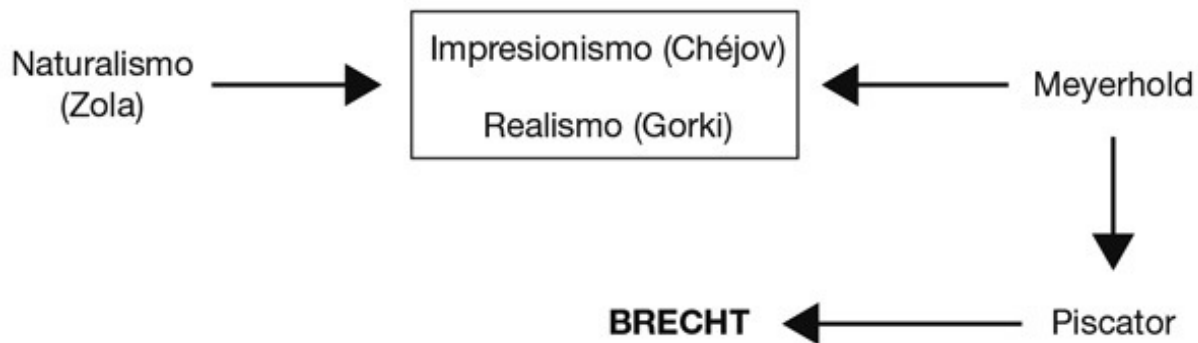 Naturalismo
(Zola)
Impresionismo (Chéjov)
Realismo (Gorki)
Meyerhold
BRECHT
Piscator